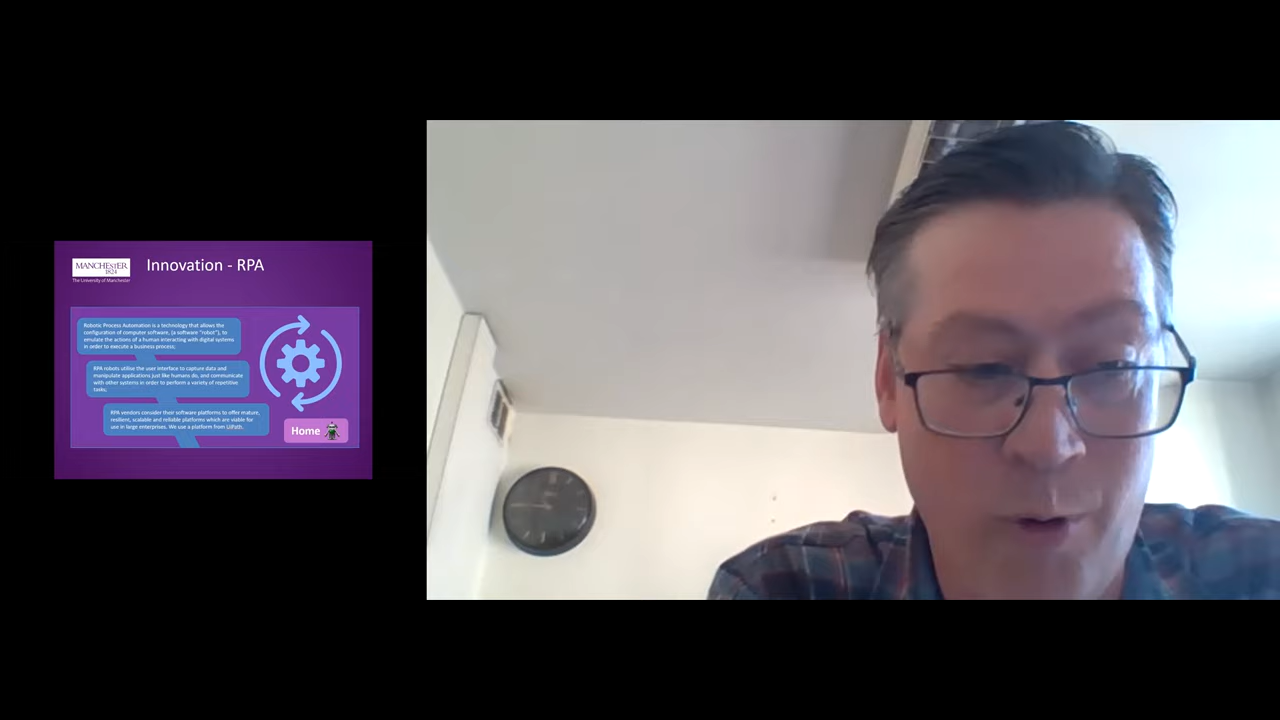 MANCHESTER
1824
The University of Manchester
Innovation - RPA
Robotic Process Automation is a technology that allows the
configuration of computer software, (a software "robot"), to
emulate the actions of a human interacting with digital systems
in order to execute a business process.
RPA robots utilise the user interface to capture data and
manipulate applications just like humans do, and communicate
with other systems in order to perform a variety of repetitive
tasks.
RPA vendors consider their software platforms to offer mature,
resilient, scalable and reliable platforms which are viable for
use in large enterprises. We use a platform from UiPath.
Home